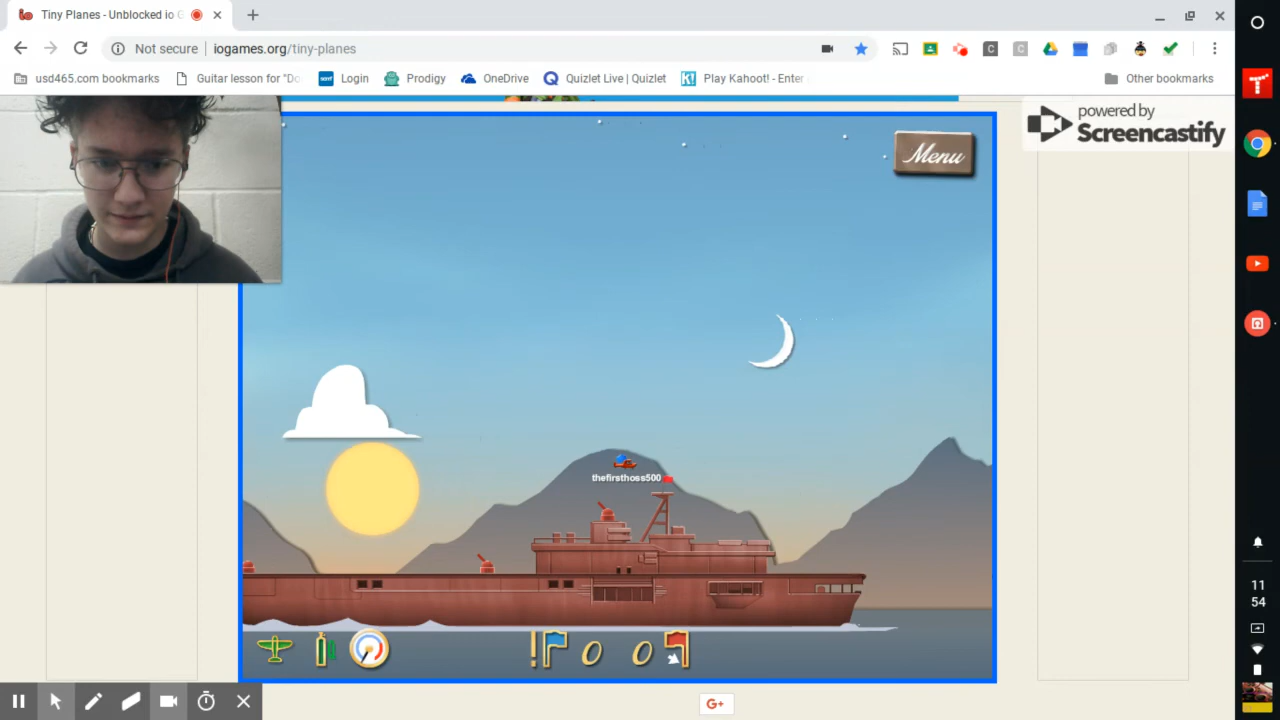 Tiny Planes - Unblocked io G
Not secure
iogames.org/tiny-planes
usd465.com bookmarks
Guitar lesson for "Do
Login
Prodigy
OneDrive
Quizlet Live | Quizlet
Play Kahoot! - Enter
Other bookmarks
powered by
Screencastify
Menu
thefirsthoss500
! 0 0
11
54
G+